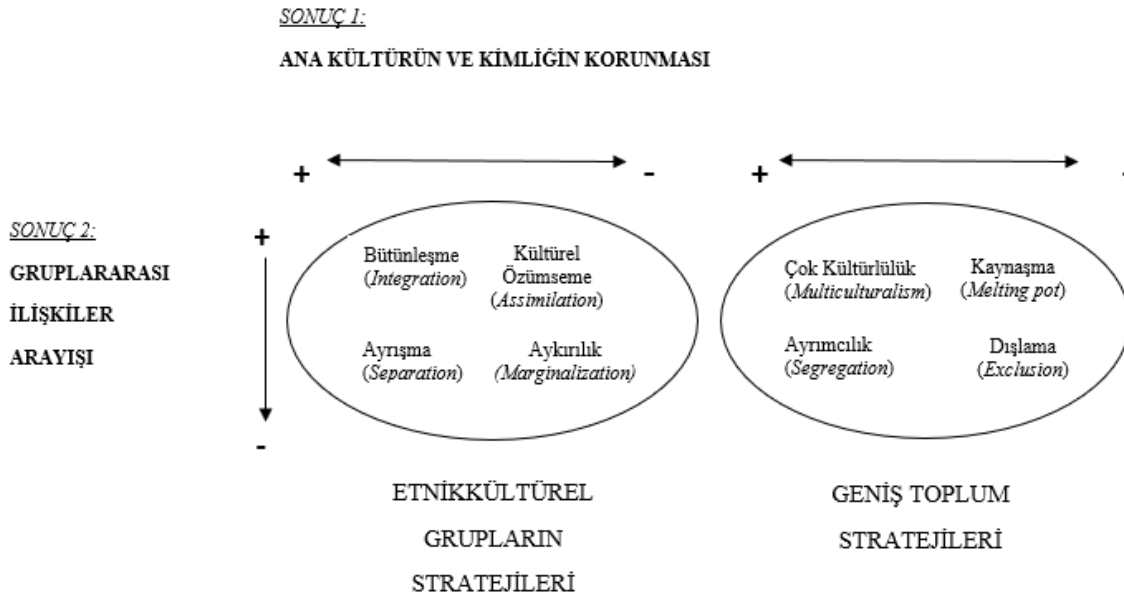 SONUÇ 1:
ANA KÜLTÜRÜN VE KİMLİĞİN KORUNMASI
+ - + -
SONUÇ 2:
GRUPLARARASI
İLİŞKİLER
ARAYIŞI
+
-
Bütünleşme
(Integration)
Kültürel
Özümseme
(Assimilation)
Ayrışma
(Separation)
Aykırılık
(Marginalization)
Çok Kültürlülük
(Multiculturalism)
Kaynaşma
(Melting pot)
Ayrımcılık
(Segregation)
Dışlama
(Exclusion)
ETNİKKÜLTÜREL
GRUPLARIN
STRATEJİLERİ
GENİŞ TOPLUM
STRATEJİLERİ